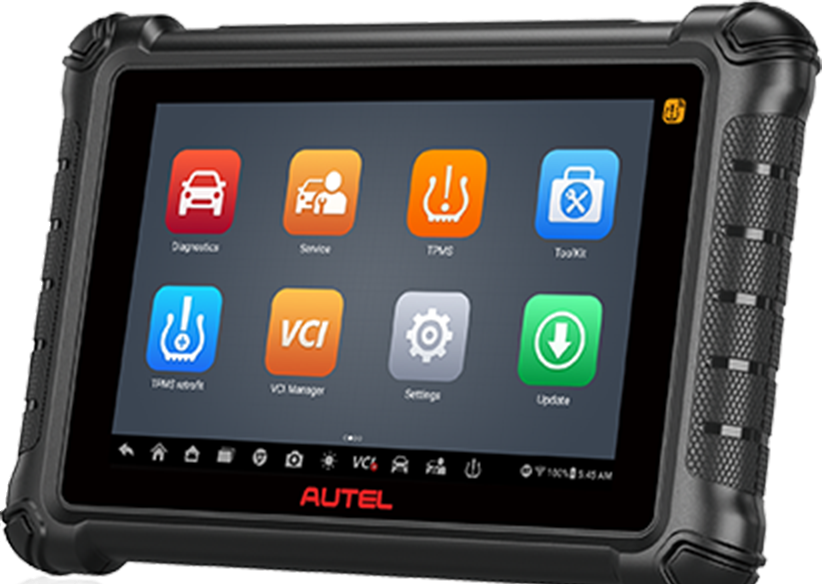 Diagnostics
Service
TPMS
ToolKit
TPMS retrofit
VCI
VCI Manager
Settings
Update
VCI
100% 5:45 AM
AUTEL